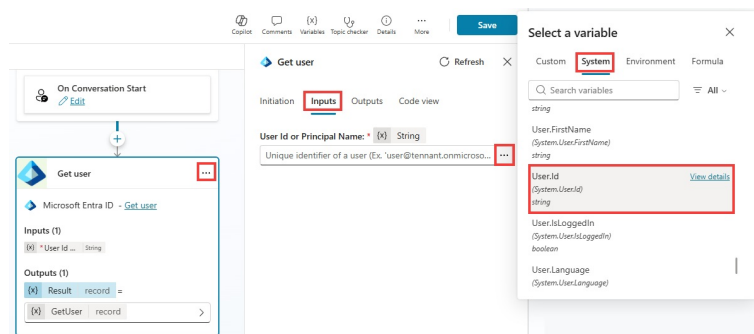 Copilot
Comments
Variables
Topic checker
Details
More
Save
On Conversation Start
Edit
Get user
Microsoft Entra ID - Get user
Inputs (1)
{x} * User Id ... String
Outputs (1)
{x} Result record =
{x} GetUser record
Get user
Refresh
Initiation Inputs Outputs Code view
User Id or Principal Name: * {x} String
Unique identifier of a user (Ex. 'user@tennant.onmicroso...
Select a variable
Custom System Environment Formula
Search variables
All
string
User.FirstName
(System.User.FirstName)
string
User.Id
View details
(System.User.Id)
string
User.IsLoggedIn
(System.User.IsLoggedIn)
boolean
User.Language
(System.User.Language)